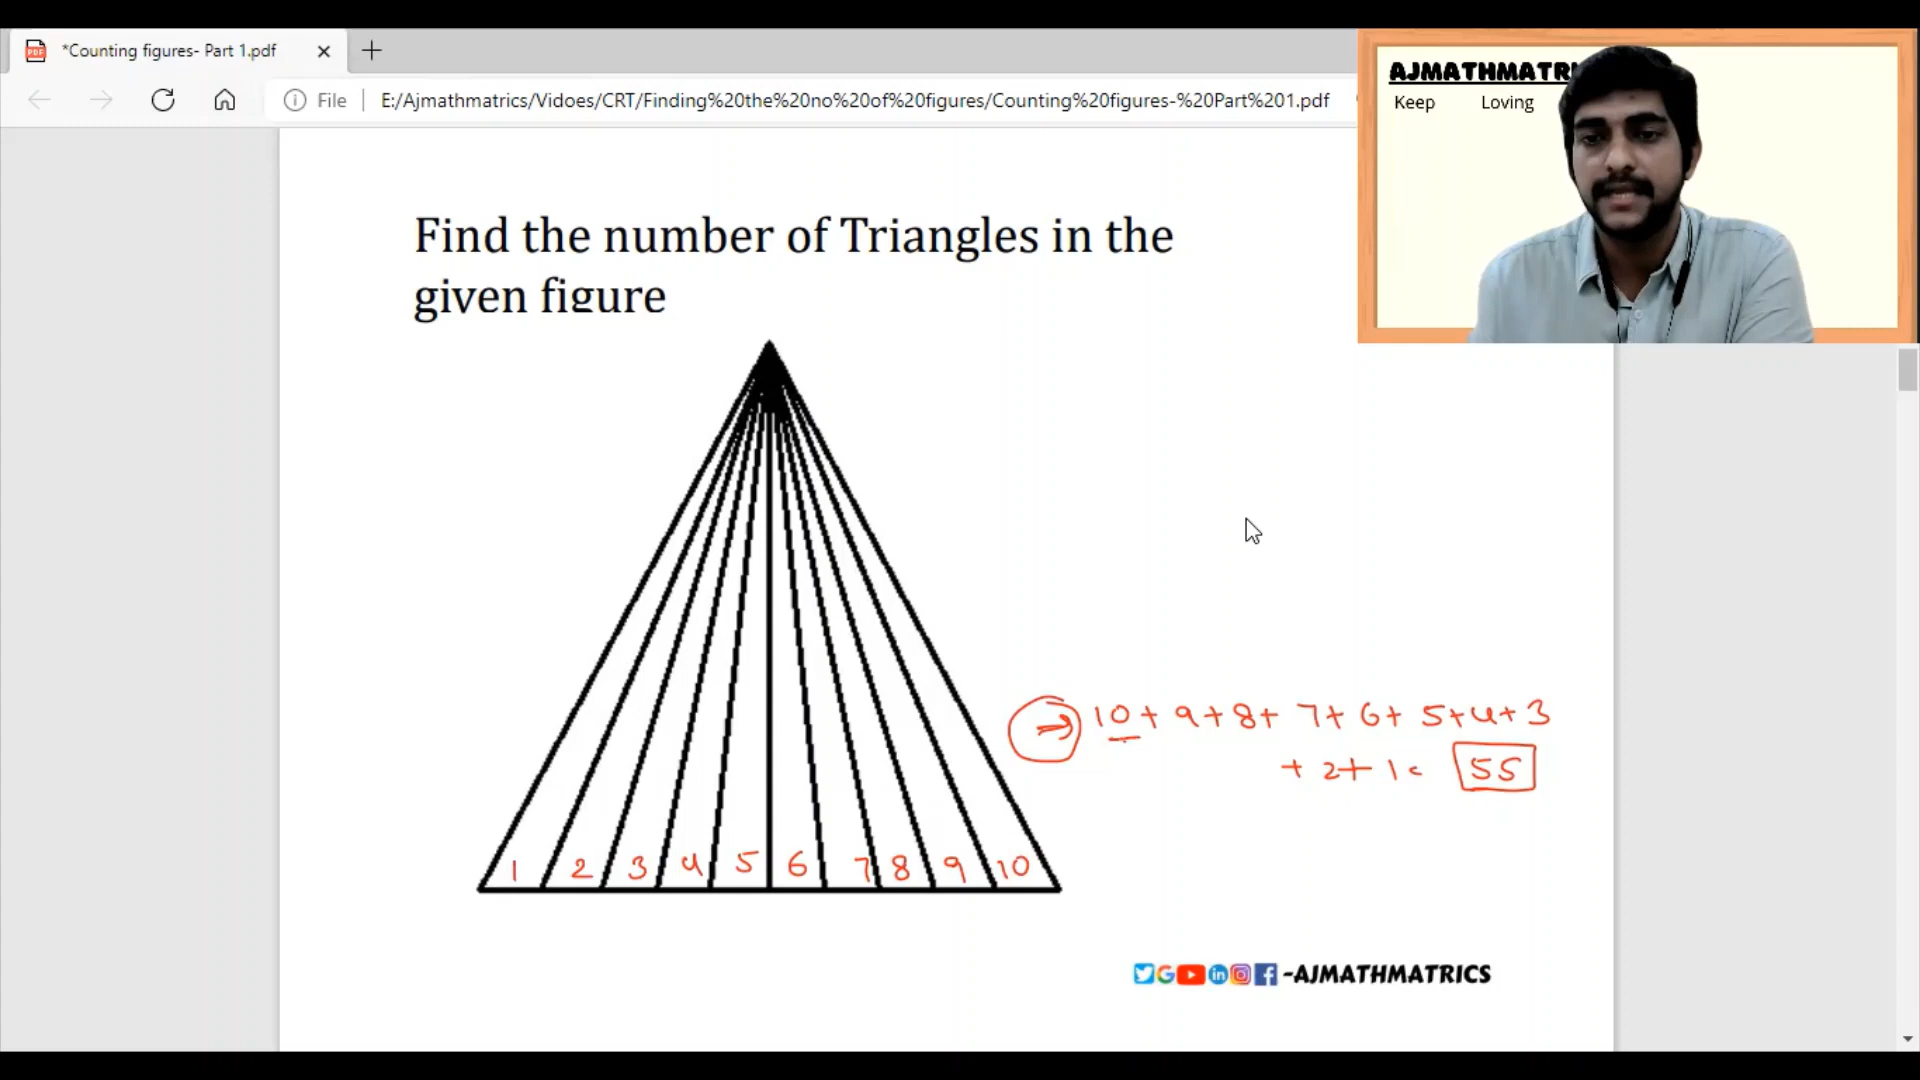 *Counting figures- Part 1.pdf
File
E:/Ajmathmatrics/Vidoes/CRT/Finding%20the%20no%20of%20figures/Counting%20figures-%20Part%201.pdf
AJMATHMATRI
Keep Loving
Find the number of Triangles in the
given figure
10+ 9+8+ 7+6+ 5+4+3
+ 2+ 1= 55
1 2 3 4 5 6 7 8 9 10
-AJMATHMATRICS